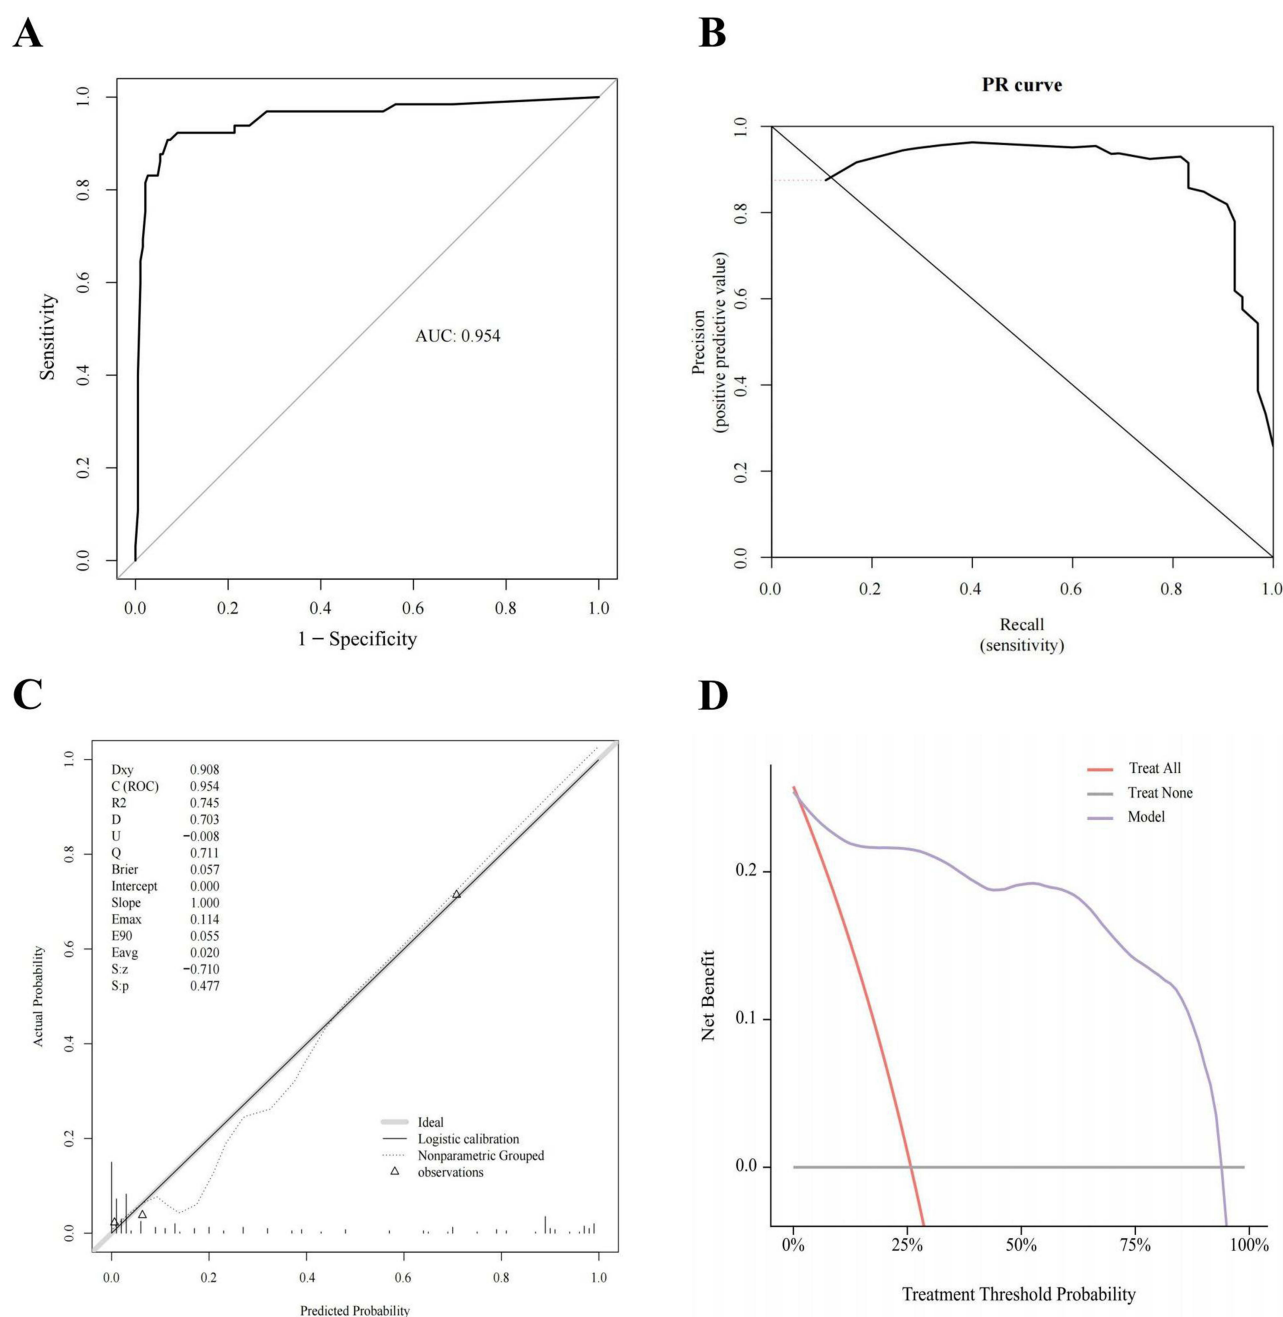 A
1.0
0.8
0.6
0.4
0.2
0.0
Sensitivity
AUC: 0.954
0.0 0.2 0.4 0.6 0.8 1.0
1 − Specificity
B
PR curve
1.0
0.8
0.6
0.4
0.2
0.0
Precision
(positive predictive value)
0.0 0.2 0.4 0.6 0.8 1.0
Recall
(sensitivity)
C
1.0
0.8
0.6
0.4
0.2
0.0
Actual Probability
Dxy 0.908
C (ROC) 0.954
R2 0.745
D 0.703
U −0.008
Q 0.711
Brier 0.057
Intercept 0.000
Slope 1.000
Emax 0.114
E90 0.055
Eavg 0.020
S:z −0.710
S:p 0.477
Ideal
Logistic calibration
Nonparametric Grouped
observations
0.0 0.2 0.4 0.6 0.8 1.0
Predicted Probability
D
Treat All
Treat None
Model
0.2
0.1
0.0
Net Benefit
0% 25% 50% 75% 100%
Treatment Threshold Probability